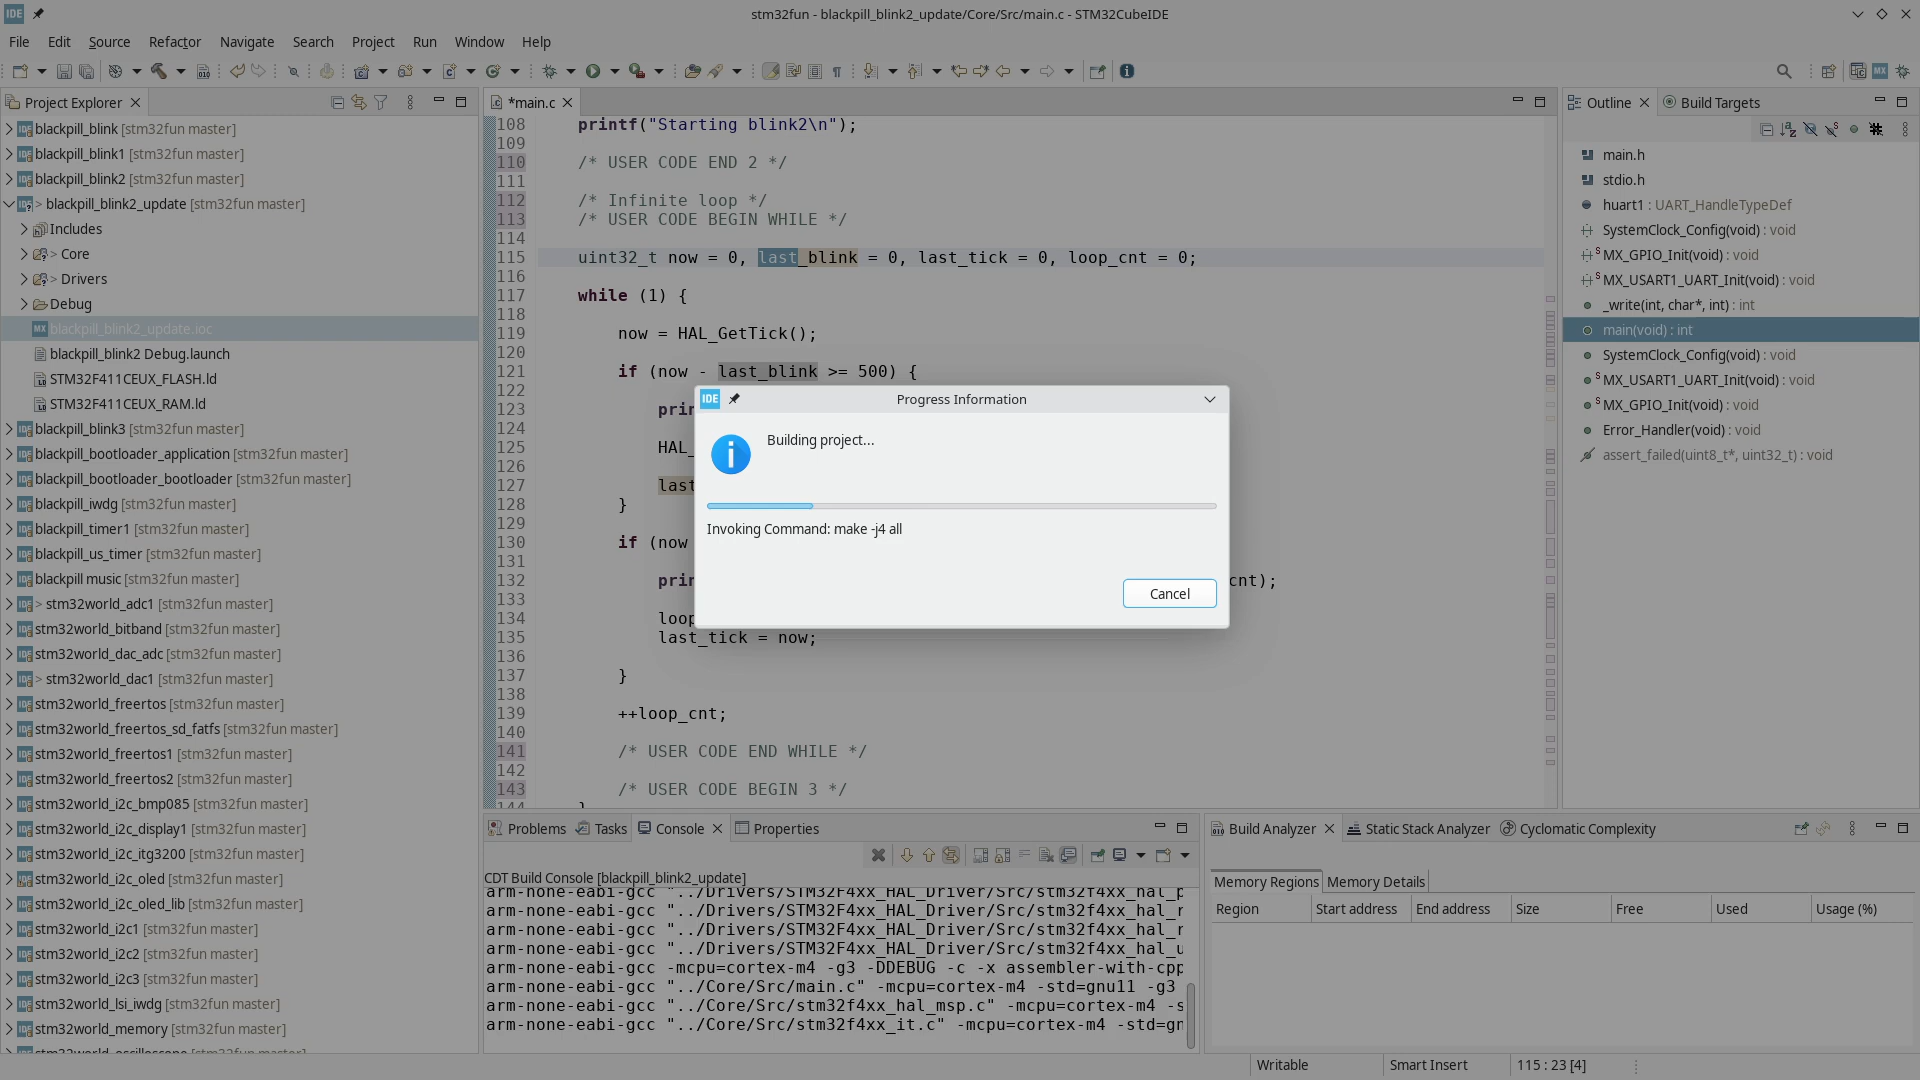 IDE
stm32fun - blackpill_blink2_update/Core/Src/main.c - STM32CubeIDE
File Edit Source Refactor Navigate Search Project Run Window Help
Project Explorer
blackpill_blink [stm32fun master]
blackpill_blink1 [stm32fun master]
blackpill_blink2 [stm32fun master]
> blackpill_blink2_update [stm32fun master]
Includes
> Core
> Drivers
Debug
MX blackpill_blink2_update.ioc
blackpill_blink2 Debug.launch
STM32F411CEUX_FLASH.ld
STM32F411CEUX_RAM.ld
blackpill_blink3 [stm32fun master]
blackpill_bootloader_application [stm32fun master]
blackpill_bootloader_bootloader [stm32fun master]
blackpill_iwdg [stm32fun master]
blackpill_timer1 [stm32fun master]
blackpill_us_timer [stm32fun master]
blackpill music [stm32fun master]
> stm32world_adc1 [stm32fun master]
stm32world_bitband [stm32fun master]
stm32world_dac_adc [stm32fun master]
> stm32world_dac1 [stm32fun master]
stm32world_freertos [stm32fun master]
stm32world_freertos_sd_fatfs [stm32fun master]
stm32world_freertos1 [stm32fun master]
stm32world_freertos2 [stm32fun master]
stm32world_i2c_bmp085 [stm32fun master]
stm32world_i2c_display1 [stm32fun master]
stm32world_i2c_itg3200 [stm32fun master]
stm32world_i2c_oled [stm32fun master]
stm32world_i2c_oled_lib [stm32fun master]
stm32world_i2c1 [stm32fun master]
stm32world_i2c2 [stm32fun master]
stm32world_i2c3 [stm32fun master]
stm32world_lsi_iwdg [stm32fun master]
stm32world_memory [stm32fun master]
*main.c
108 printf("Starting blink2\n");
109
110 /* USER CODE END 2 */
111
112 /* Infinite loop */
113 /* USER CODE BEGIN WHILE */
114
115 uint32_t now = 0, last_blink = 0, last_tick = 0, loop_cnt = 0;
116
117 while (1) {
118
119 now = HAL_GetTick();
120
121 if (now - last_blink >= 500) {
122
123 prin
124
125 HAL_
126
127 last
128 }
129
130 if (now
131
132 prin cnt);
133
134 loop
135 last_tick = now;
136
137 }
138
139 ++loop_cnt;
140
141 /* USER CODE END WHILE */
142
143 /* USER CODE BEGIN 3 */
144 }
IDE Progress Information
Building project...
Invoking Command: make -j4 all
Cancel
Outline Build Targets
main.h
stdio.h
huart1 : UART_HandleTypeDef
SystemClock_Config(void) : void
S MX_GPIO_Init(void) : void
S MX_USART1_UART_Init(void) : void
_write(int, char*, int) : int
main(void) : int
SystemClock_Config(void) : void
S MX_USART1_UART_Init(void) : void
S MX_GPIO_Init(void) : void
Error_Handler(void) : void
assert_failed(uint8_t*, uint32_t) : void
Problems Tasks Console Properties
CDT Build Console [blackpill_blink2_update]
arm-none-eabi-gcc "../Drivers/STM32F4xx_HAL_Driver/Src/stm32f4xx_hal_p
arm-none-eabi-gcc "../Drivers/STM32F4xx_HAL_Driver/Src/stm32f4xx_hal_r
arm-none-eabi-gcc "../Drivers/STM32F4xx_HAL_Driver/Src/stm32f4xx_hal_r
arm-none-eabi-gcc "../Drivers/STM32F4xx_HAL_Driver/Src/stm32f4xx_hal_u
arm-none-eabi-gcc -mcpu=cortex-m4 -g3 -DDEBUG -c -x assembler-with-cpp
arm-none-eabi-gcc "../Core/Src/main.c" -mcpu=cortex-m4 -std=gnu11 -g3
arm-none-eabi-gcc "../Core/Src/stm32f4xx_hal_msp.c" -mcpu=cortex-m4 -s
arm-none-eabi-gcc "../Core/Src/stm32f4xx_it.c" -mcpu=cortex-m4 -std=gn
Build Analyzer Static Stack Analyzer Cyclomatic Complexity
Memory Regions Memory Details
Region Start address End address Size Free Used Usage (%)
Writable Smart Insert 115 : 23 [4]